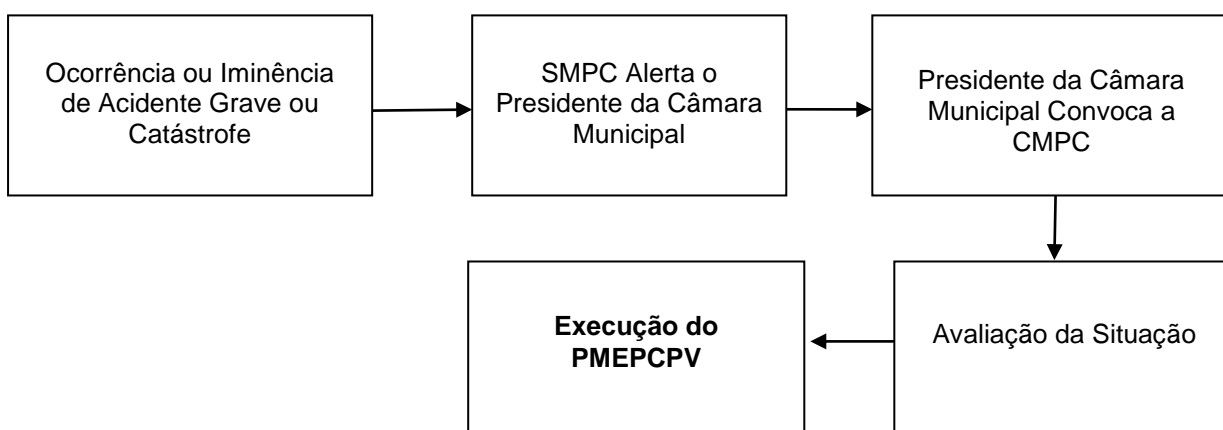 Ocorrência ou Iminência
de Acidente Grave ou
Catástrofe
SMPC Alerta o
Presidente da Câmara
Municipal
Presidente da Câmara
Municipal Convoca a
CMPC
Avaliação da Situação
Execução do
PMEPCPV